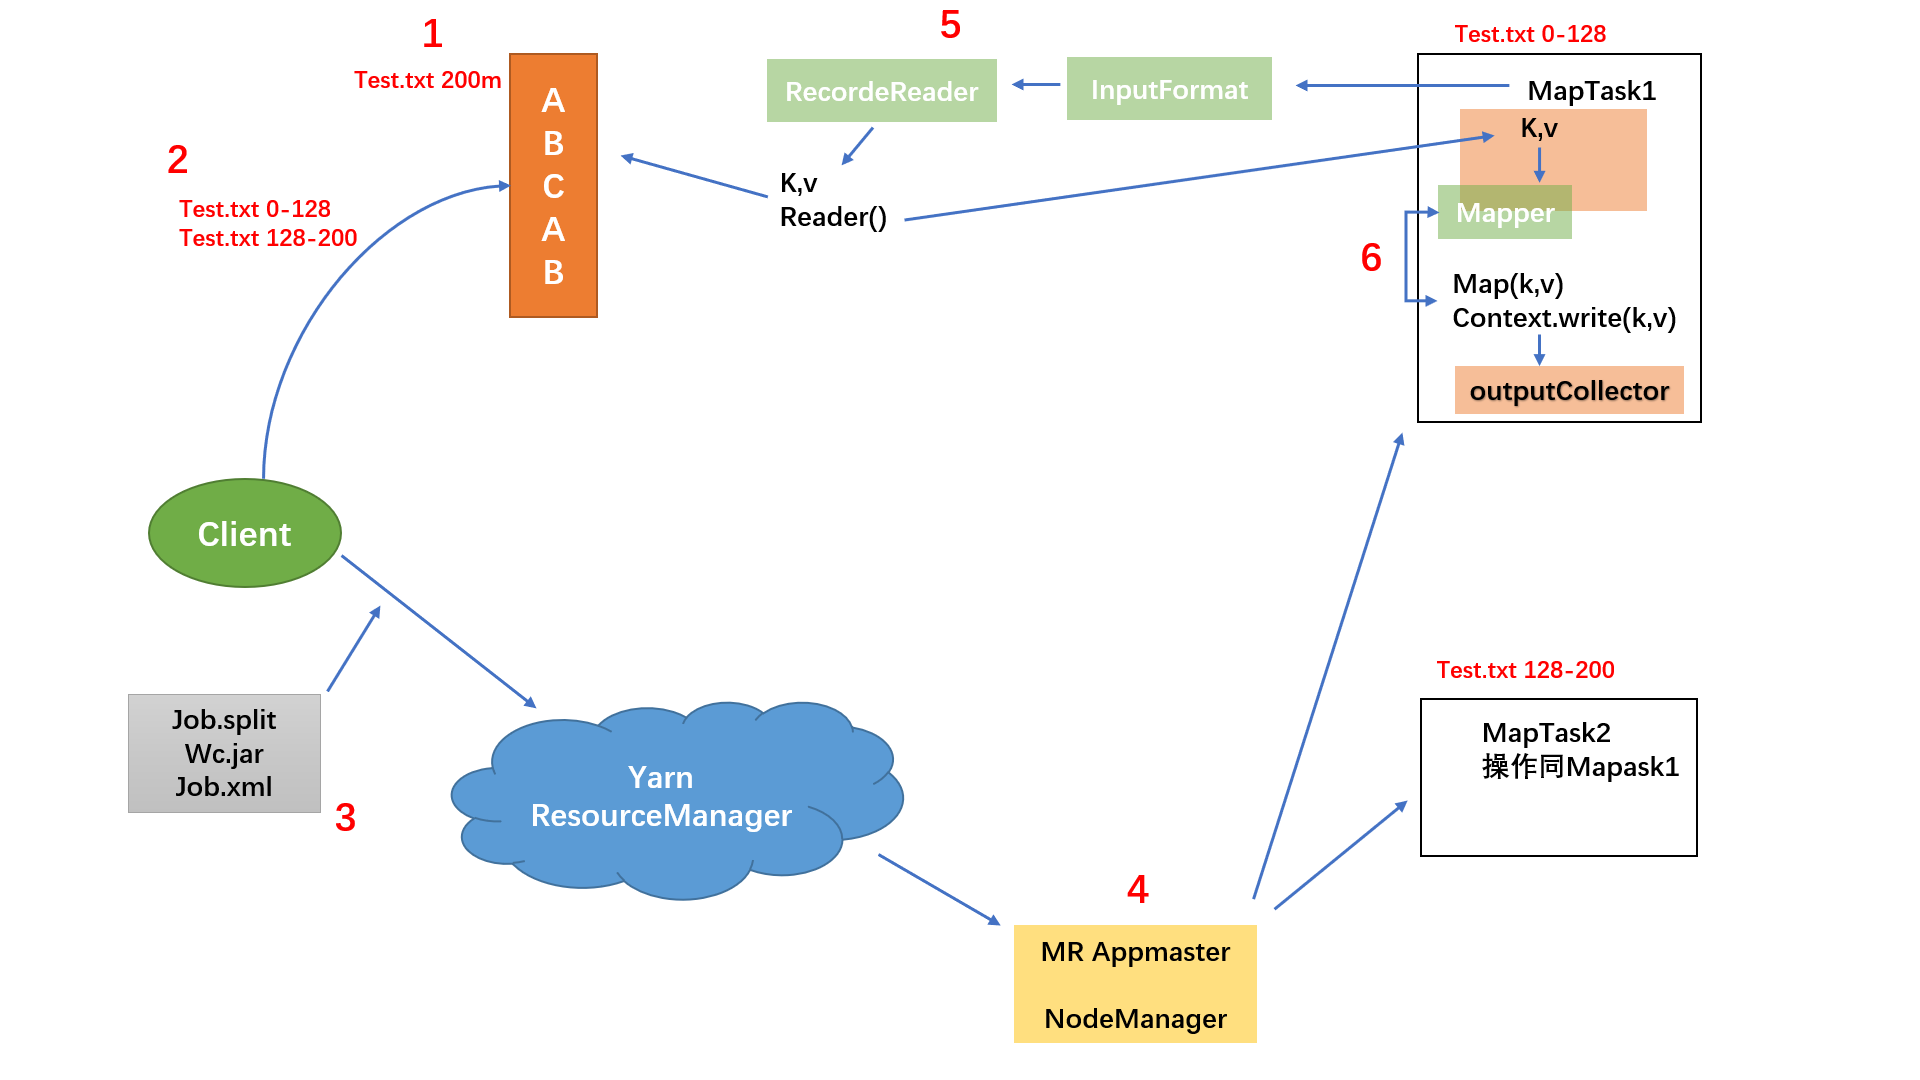 1
Test.txt 200m
A
B
C
A
B
2
Test.txt 0-128
Test.txt 128-200
Client
Job.split
Wc.jar
Job.xml
3
Yarn
ResourceManager
4
MR Appmaster
NodeManager
5
RecordeReader
InputFormat
K,v
Reader()
Test.txt 0-128
MapTask1
K,v
Mapper
6
Map(k,v)
Context.write(k,v)
outputCollector
Test.txt 128-200
MapTask2
操作同Mapask1